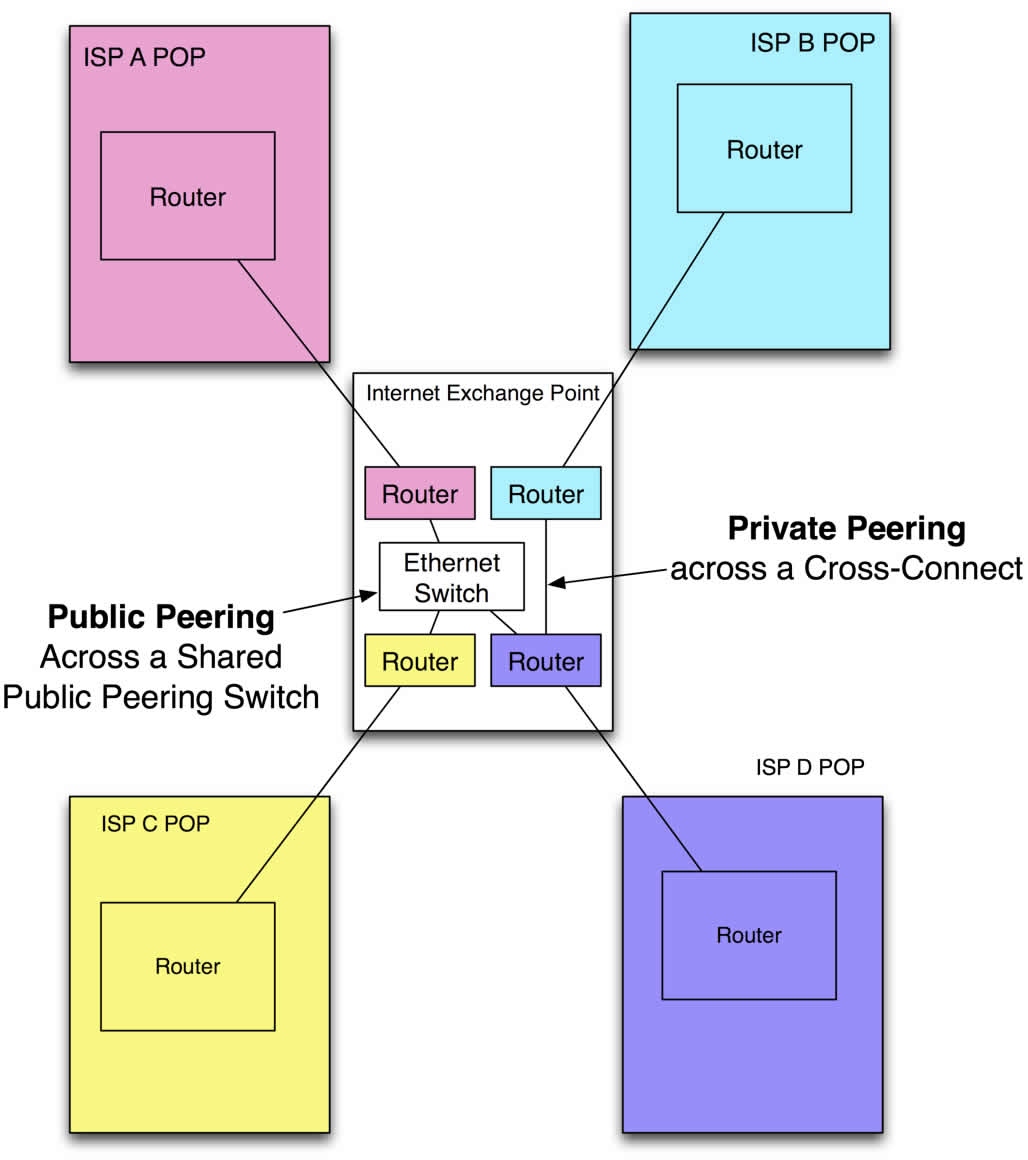 ISP A POP
Router
ISP B POP
Router
Internet Exchange Point
Router
Router
Ethernet
Switch
Router
Router
Private Peering
across a Cross-Connect
Public Peering
Across a Shared
Public Peering Switch
ISP C POP
Router
ISP D POP
Router